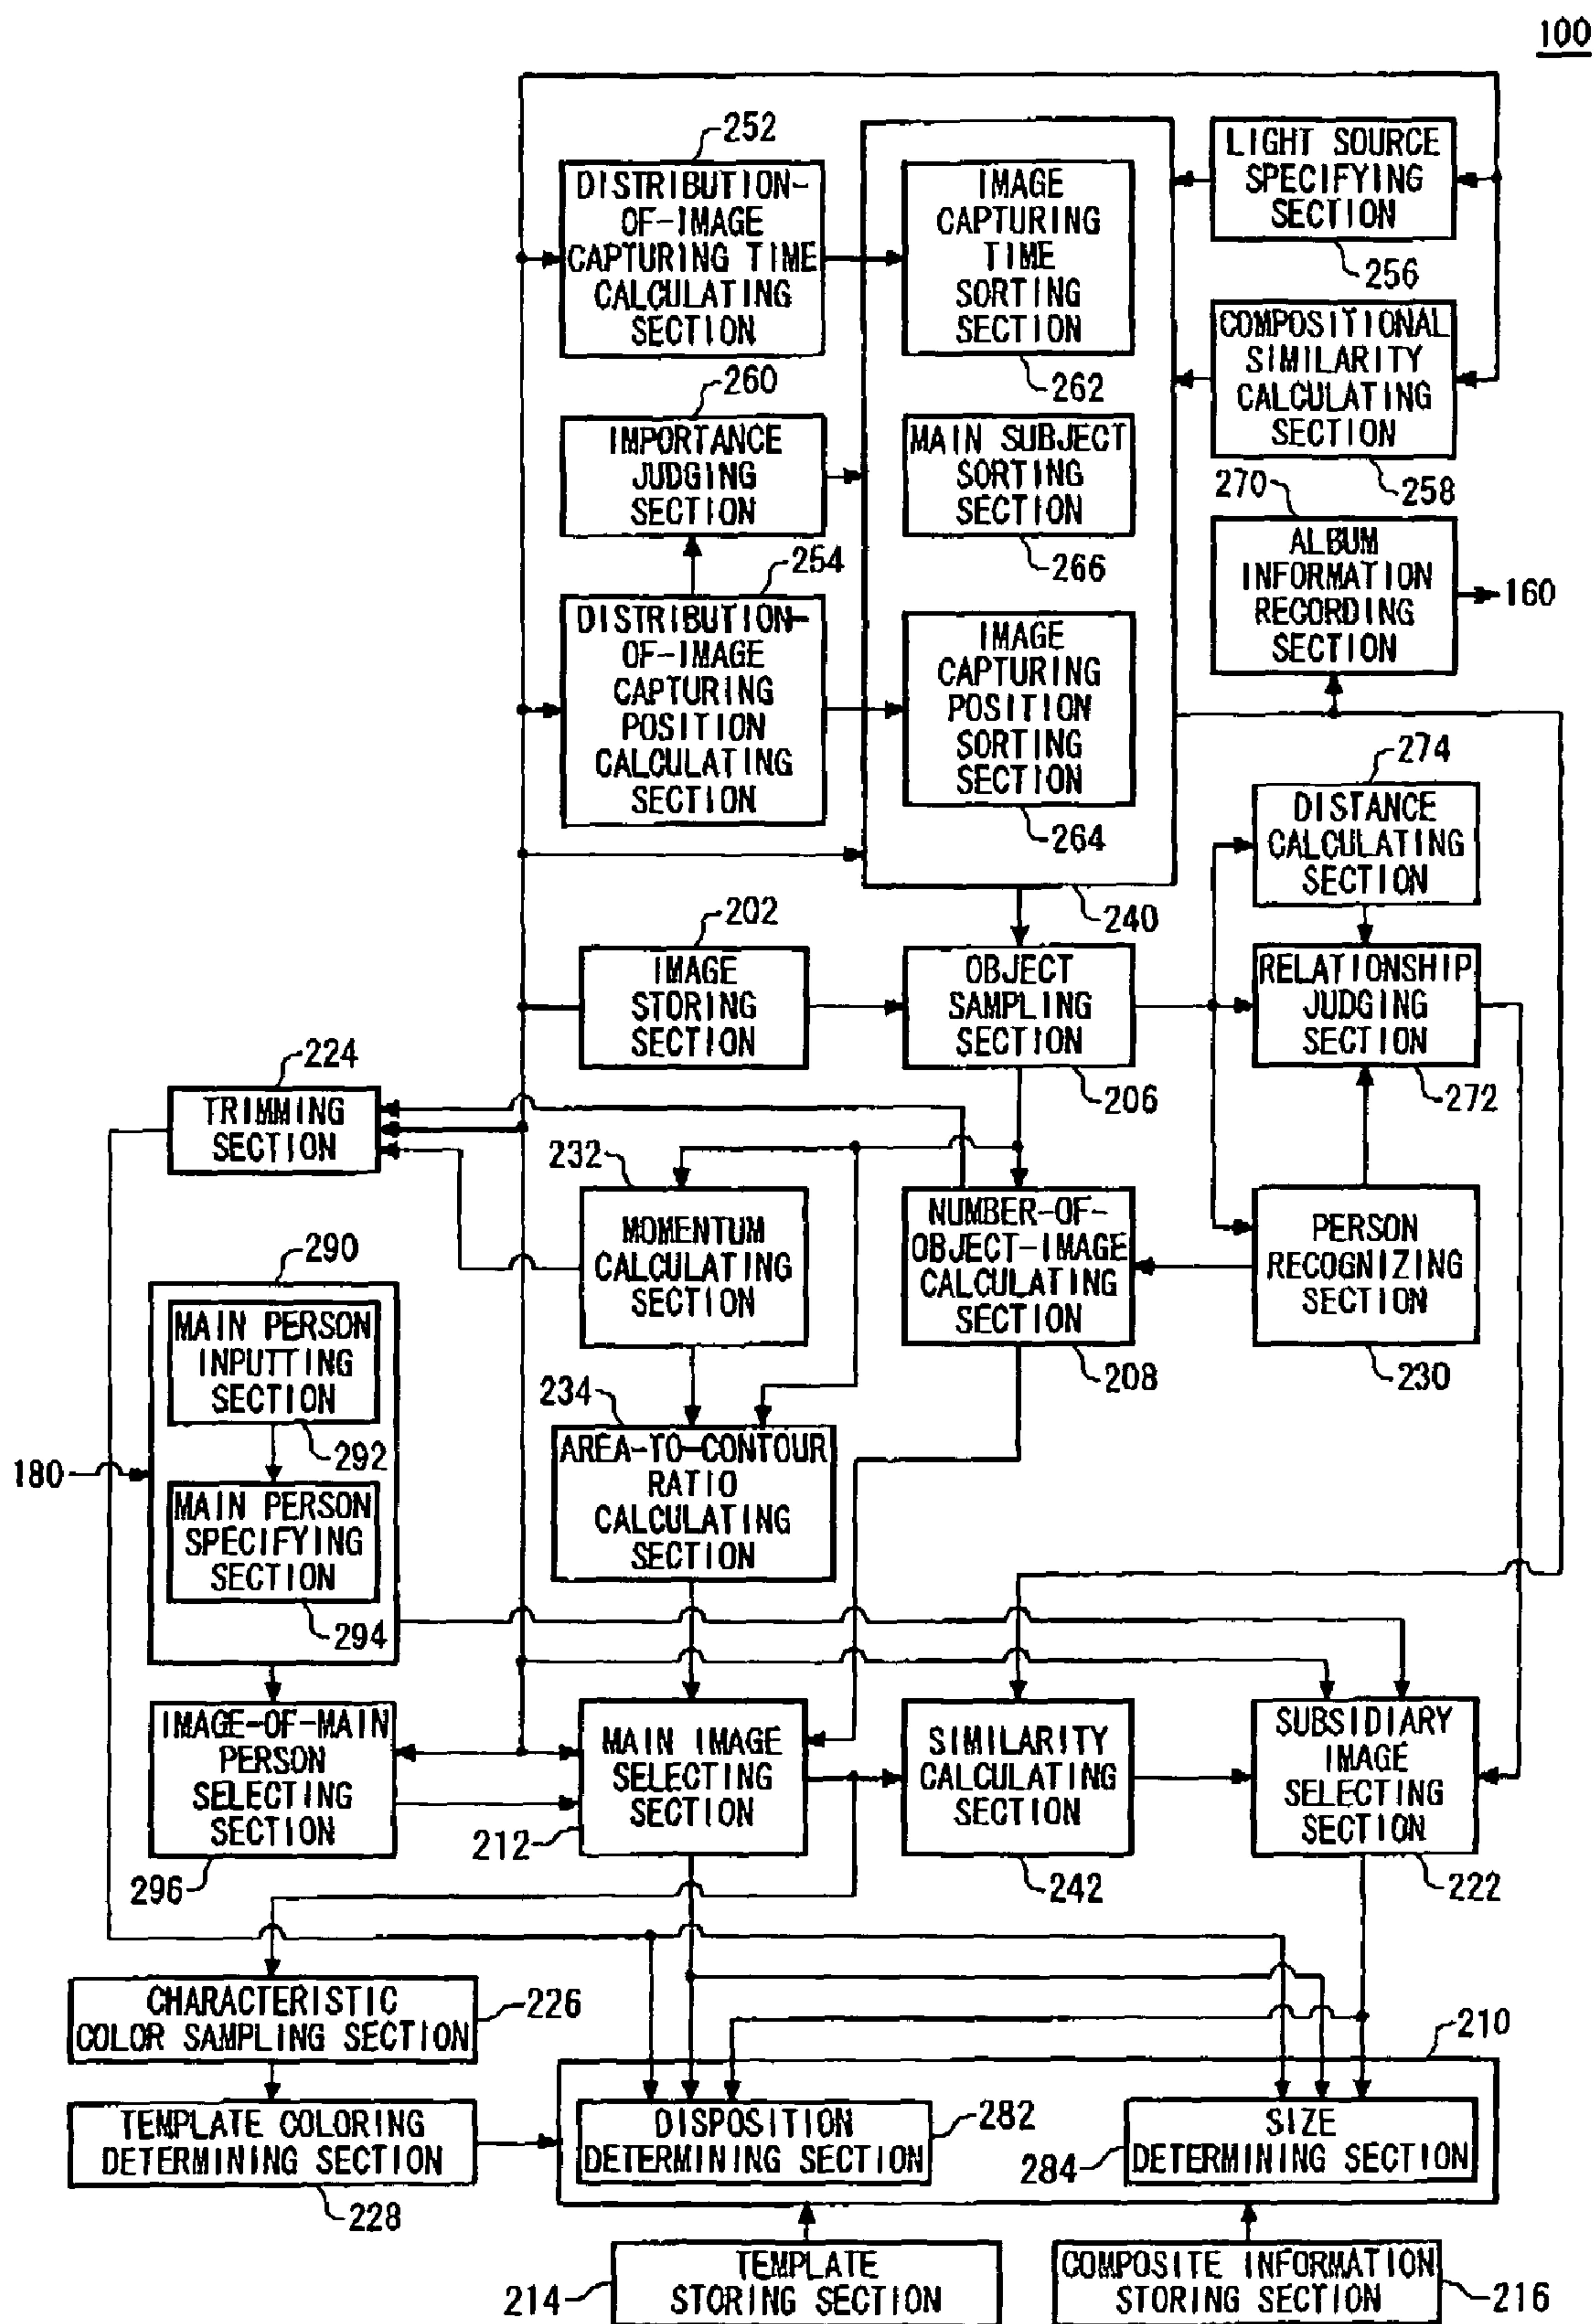 100
252
DISTRIBUTION-
OF-IMAGE
CAPTURING TIME
CALCULATING
SECTION
IMAGE
CAPTURING
TIME
SORTING
SECTION
262
LIGHT SOURCE
SPECIFYING
SECTION
256
COMPOSITIONAL
SIMILARITY
CALCULATING
SECTION
258
260
IMPORTANCE
JUDGING
SECTION
MAIN SUBJECT
SORTING
SECTION
266
270
ALBUM
INFORMATION
RECORDING
SECTION
160
254
DISTRIBUTION-
OF-IMAGE
CAPTURING
POSITION
CALCULATING
SECTION
IMAGE
CAPTURING
POSITION
SORTING
SECTION
264
240
274
DISTANCE
CALCULATING
SECTION
202
IMAGE
STORING
SECTION
OBJECT
SAMPLING
SECTION
206
RELATIONSHIP
JUDGING
SECTION
272
224
TRIMMING
SECTION
232
MOMENTUM
CALCULATING
SECTION
NUMBER-OF-
OBJECT-IMAGE
CALCULATING
SECTION
208
PERSON
RECOGNIZING
SECTION
230
290
MAIN PERSON
INPUTTING
SECTION
292
180
MAIN PERSON
SPECIFYING
SECTION
294
234
AREA-TO-CONTOUR
RATIO
CALCULATING
SECTION
IMAGE-OF-MAIN
PERSON
SELECTING
SECTION
296
MAIN IMAGE
SELECTING
SECTION
212
SIMILARITY
CALCULATING
SECTION
242
SUBSIDIARY
IMAGE
SELECTING
SECTION
222
CHARACTERISTIC
COLOR SAMPLING SECTION
226
210
TEMPLATE COLORING
DETERMINING SECTION
228
DISPOSITION
DETERMINING SECTION
282
SIZE
DETERMINING SECTION
284
TEMPLATE
STORING SECTION
214
COMPOSITE INFORMATION
STORING SECTION
216